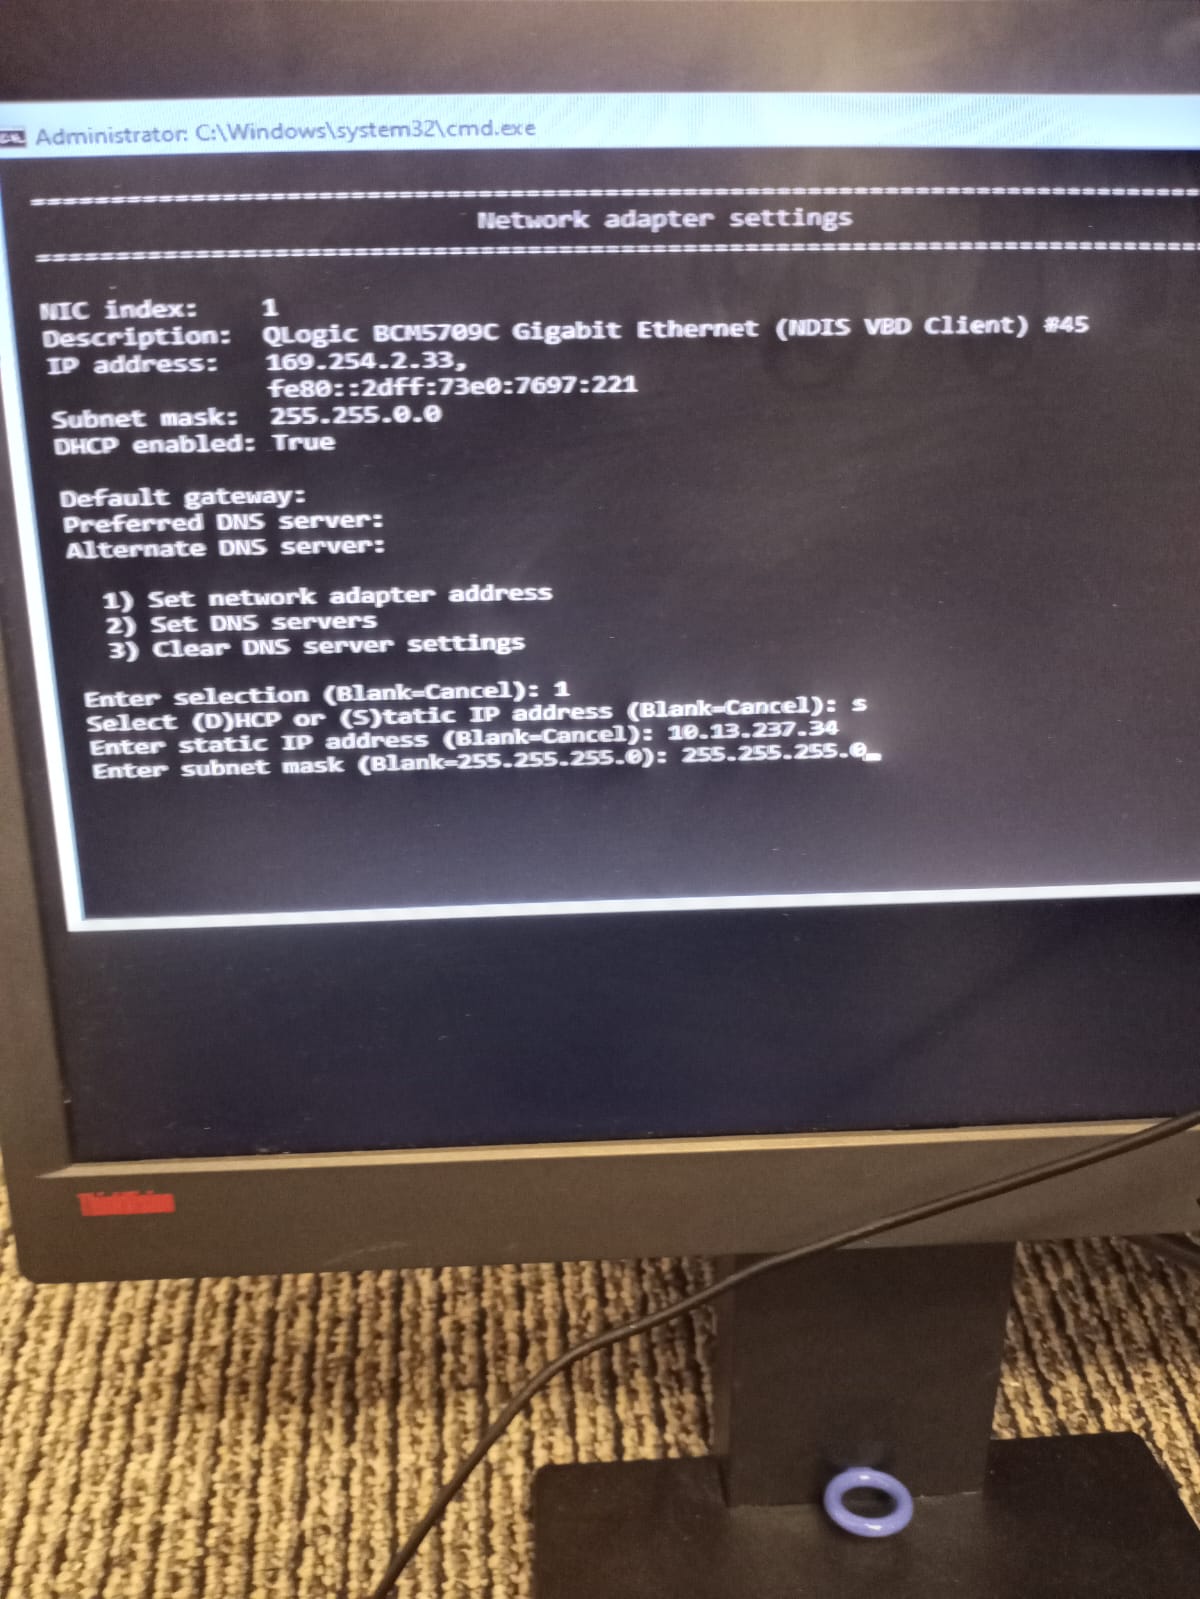 Administrator: C:\Windows\system32\cmd.exe
================================================================================
Network adapter settings
================================================================================
NIC index: 1
Description: QLogic BCM5709C Gigabit Ethernet (NDIS VBD Client) #45
IP address: 169.254.2.33,
fe80::2dff:73e0:7697:221
Subnet mask: 255.255.0.0
DHCP enabled: True
Default gateway:
Preferred DNS server:
Alternate DNS server:
1) Set network adapter address
2) Set DNS servers
3) Clear DNS server settings
Enter selection (Blank=Cancel): 1
Select (D)HCP or (S)tatic IP address (Blank=Cancel): s
Enter static IP address (Blank=Cancel): 10.13.237.34
Enter subnet mask (Blank=255.255.255.0): 255.255.255.0